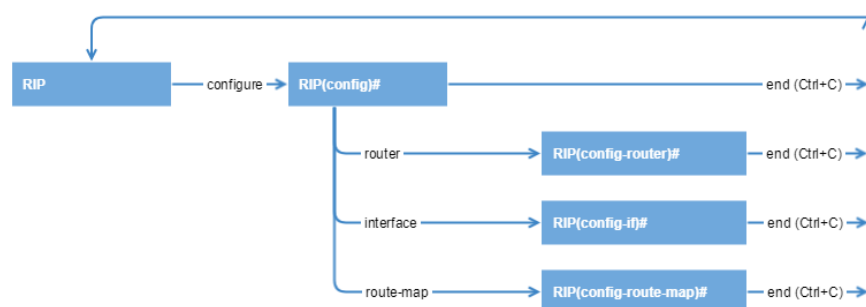 RIP configure RIP(config)# end (Ctrl+C)
router RIP(config-router)# end (Ctrl+C)
interface RIP(config-if)# end (Ctrl+C)
route-map RIP(config-route-map)# end (Ctrl+C)